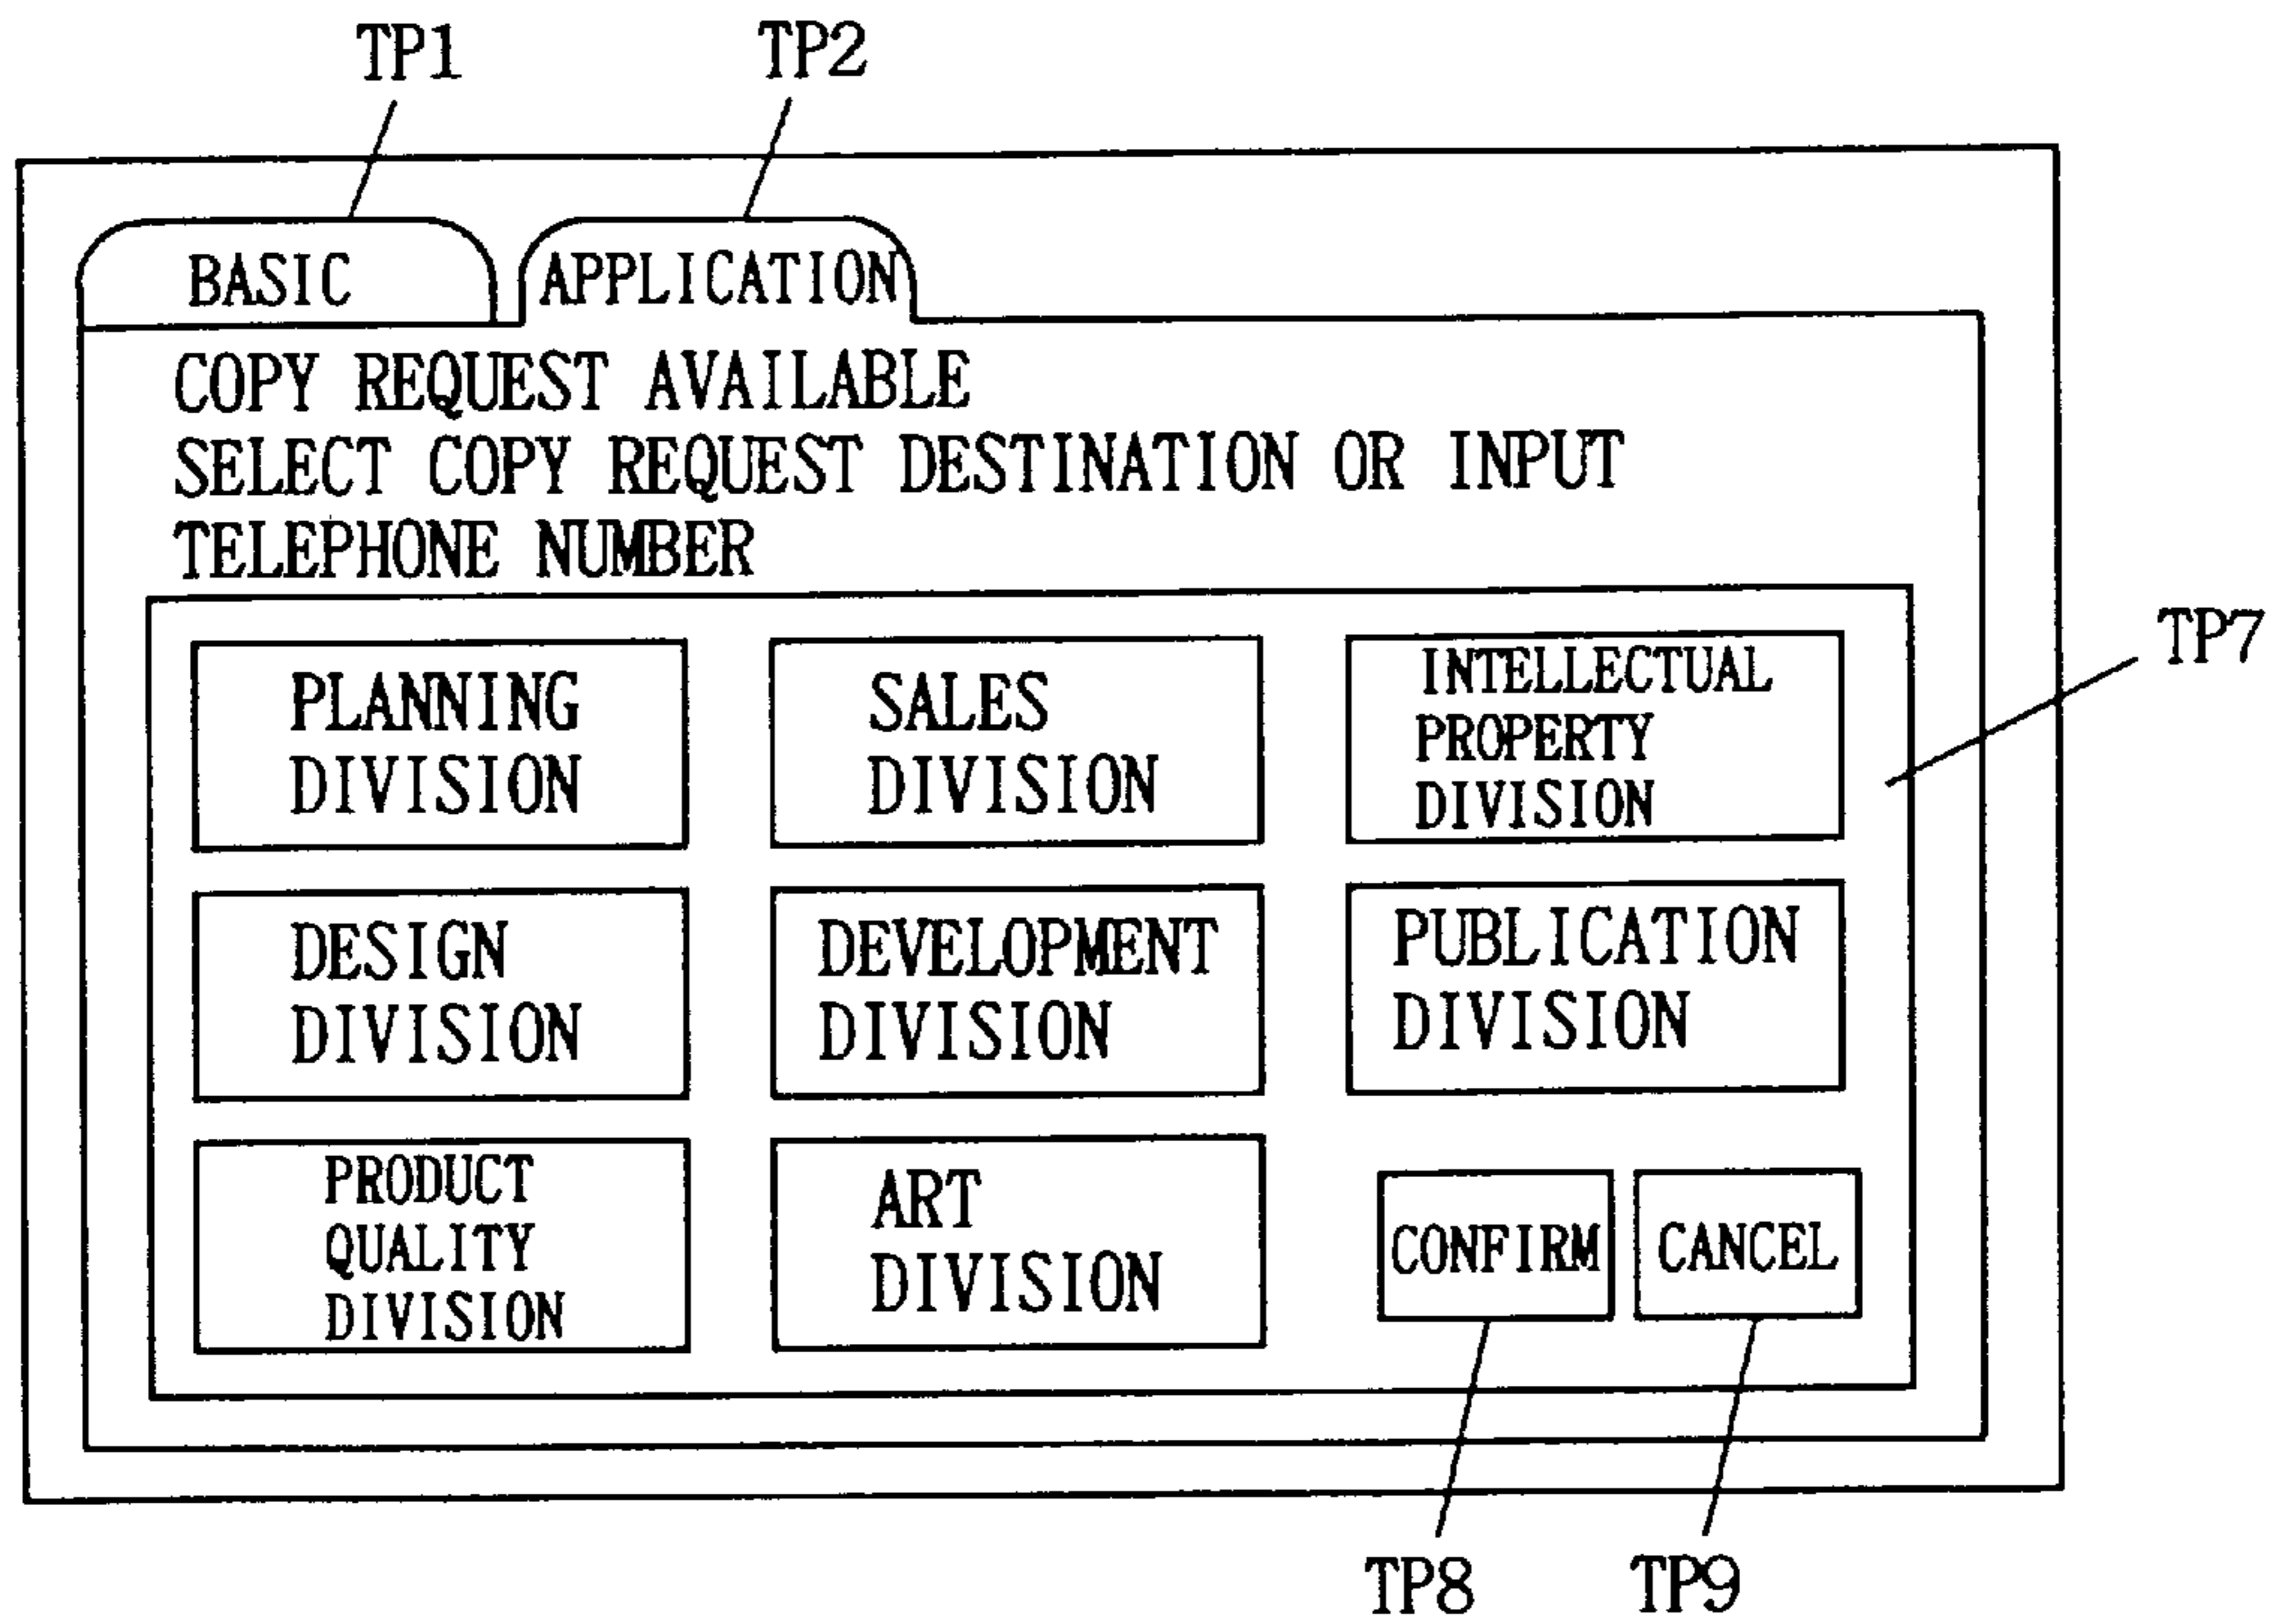 TP1
TP2
BASIC
APPLICATION
COPY REQUEST AVAILABLE
SELECT COPY REQUEST DESTINATION OR INPUT
TELEPHONE NUMBER
TP7
PLANNING
DIVISION
SALES
DIVISION
INTELLECTUAL
PROPERTY
DIVISION
DESIGN
DIVISION
DEVELOPMENT
DIVISION
PUBLICATION
DIVISION
PRODUCT
QUALITY
DIVISION
ART
DIVISION
CONFIRM
CANCEL
TP8
TP9